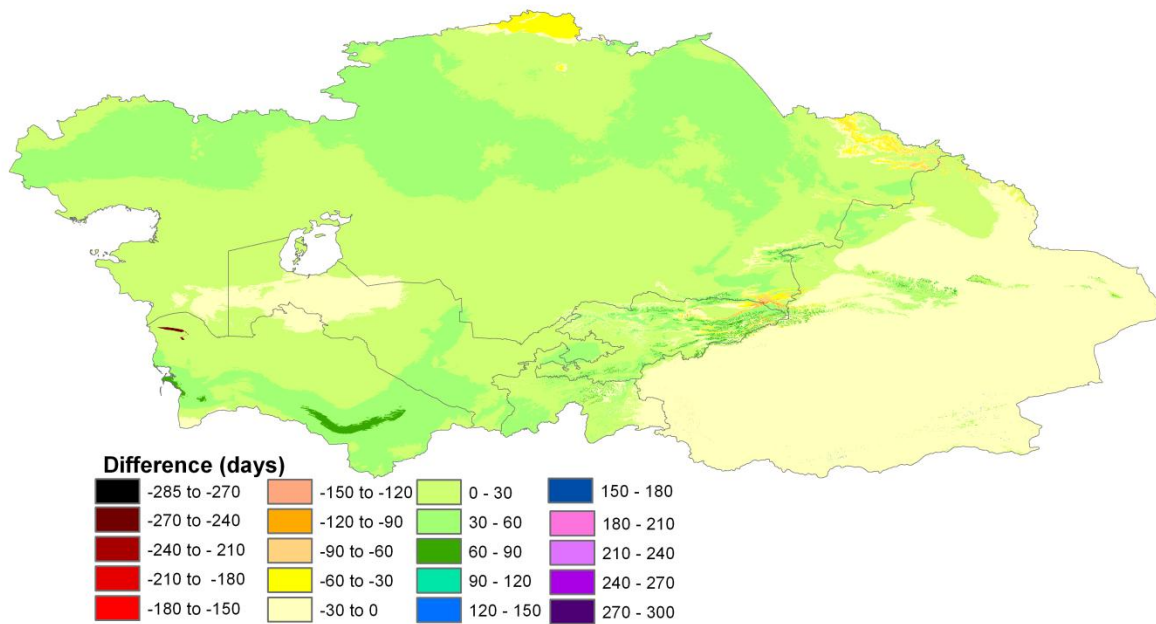 Difference (days)
-285 to -270
-270 to -240
-240 to - 210
-210 to -180
-180 to -150
-150 to -120
-120 to -90
-90 to -60
-60 to -30
-30 to 0
0 - 30
30 - 60
60 - 90
90 - 120
120 - 150
150 - 180
180 - 210
210 - 240
240 - 270
270 - 300